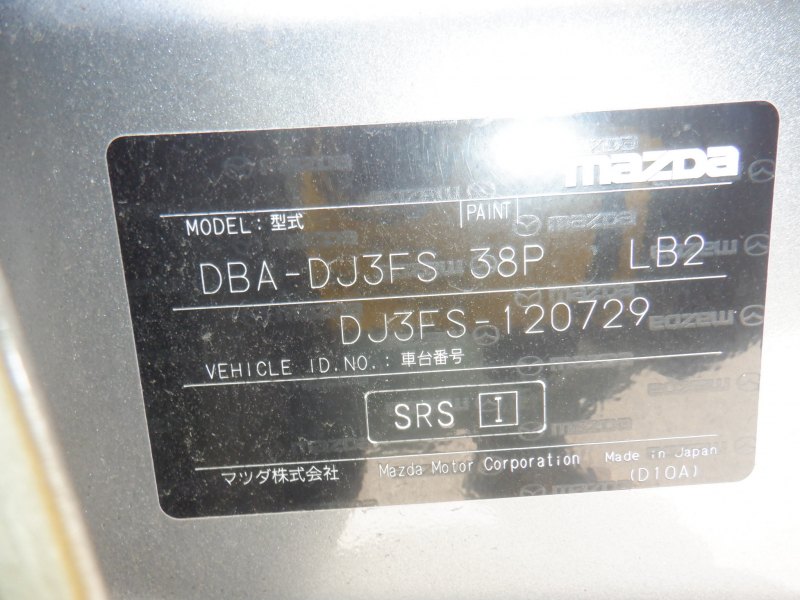 mazda
MODEL: 型式 PAINT
DBA-DJ3FS 38P LB2
DJ3FS-120729
VEHICLE ID.NO.: 車台番号
SRS I
マツダ株式会社 Mazda Motor Corporation Made in Japan
(D10A)